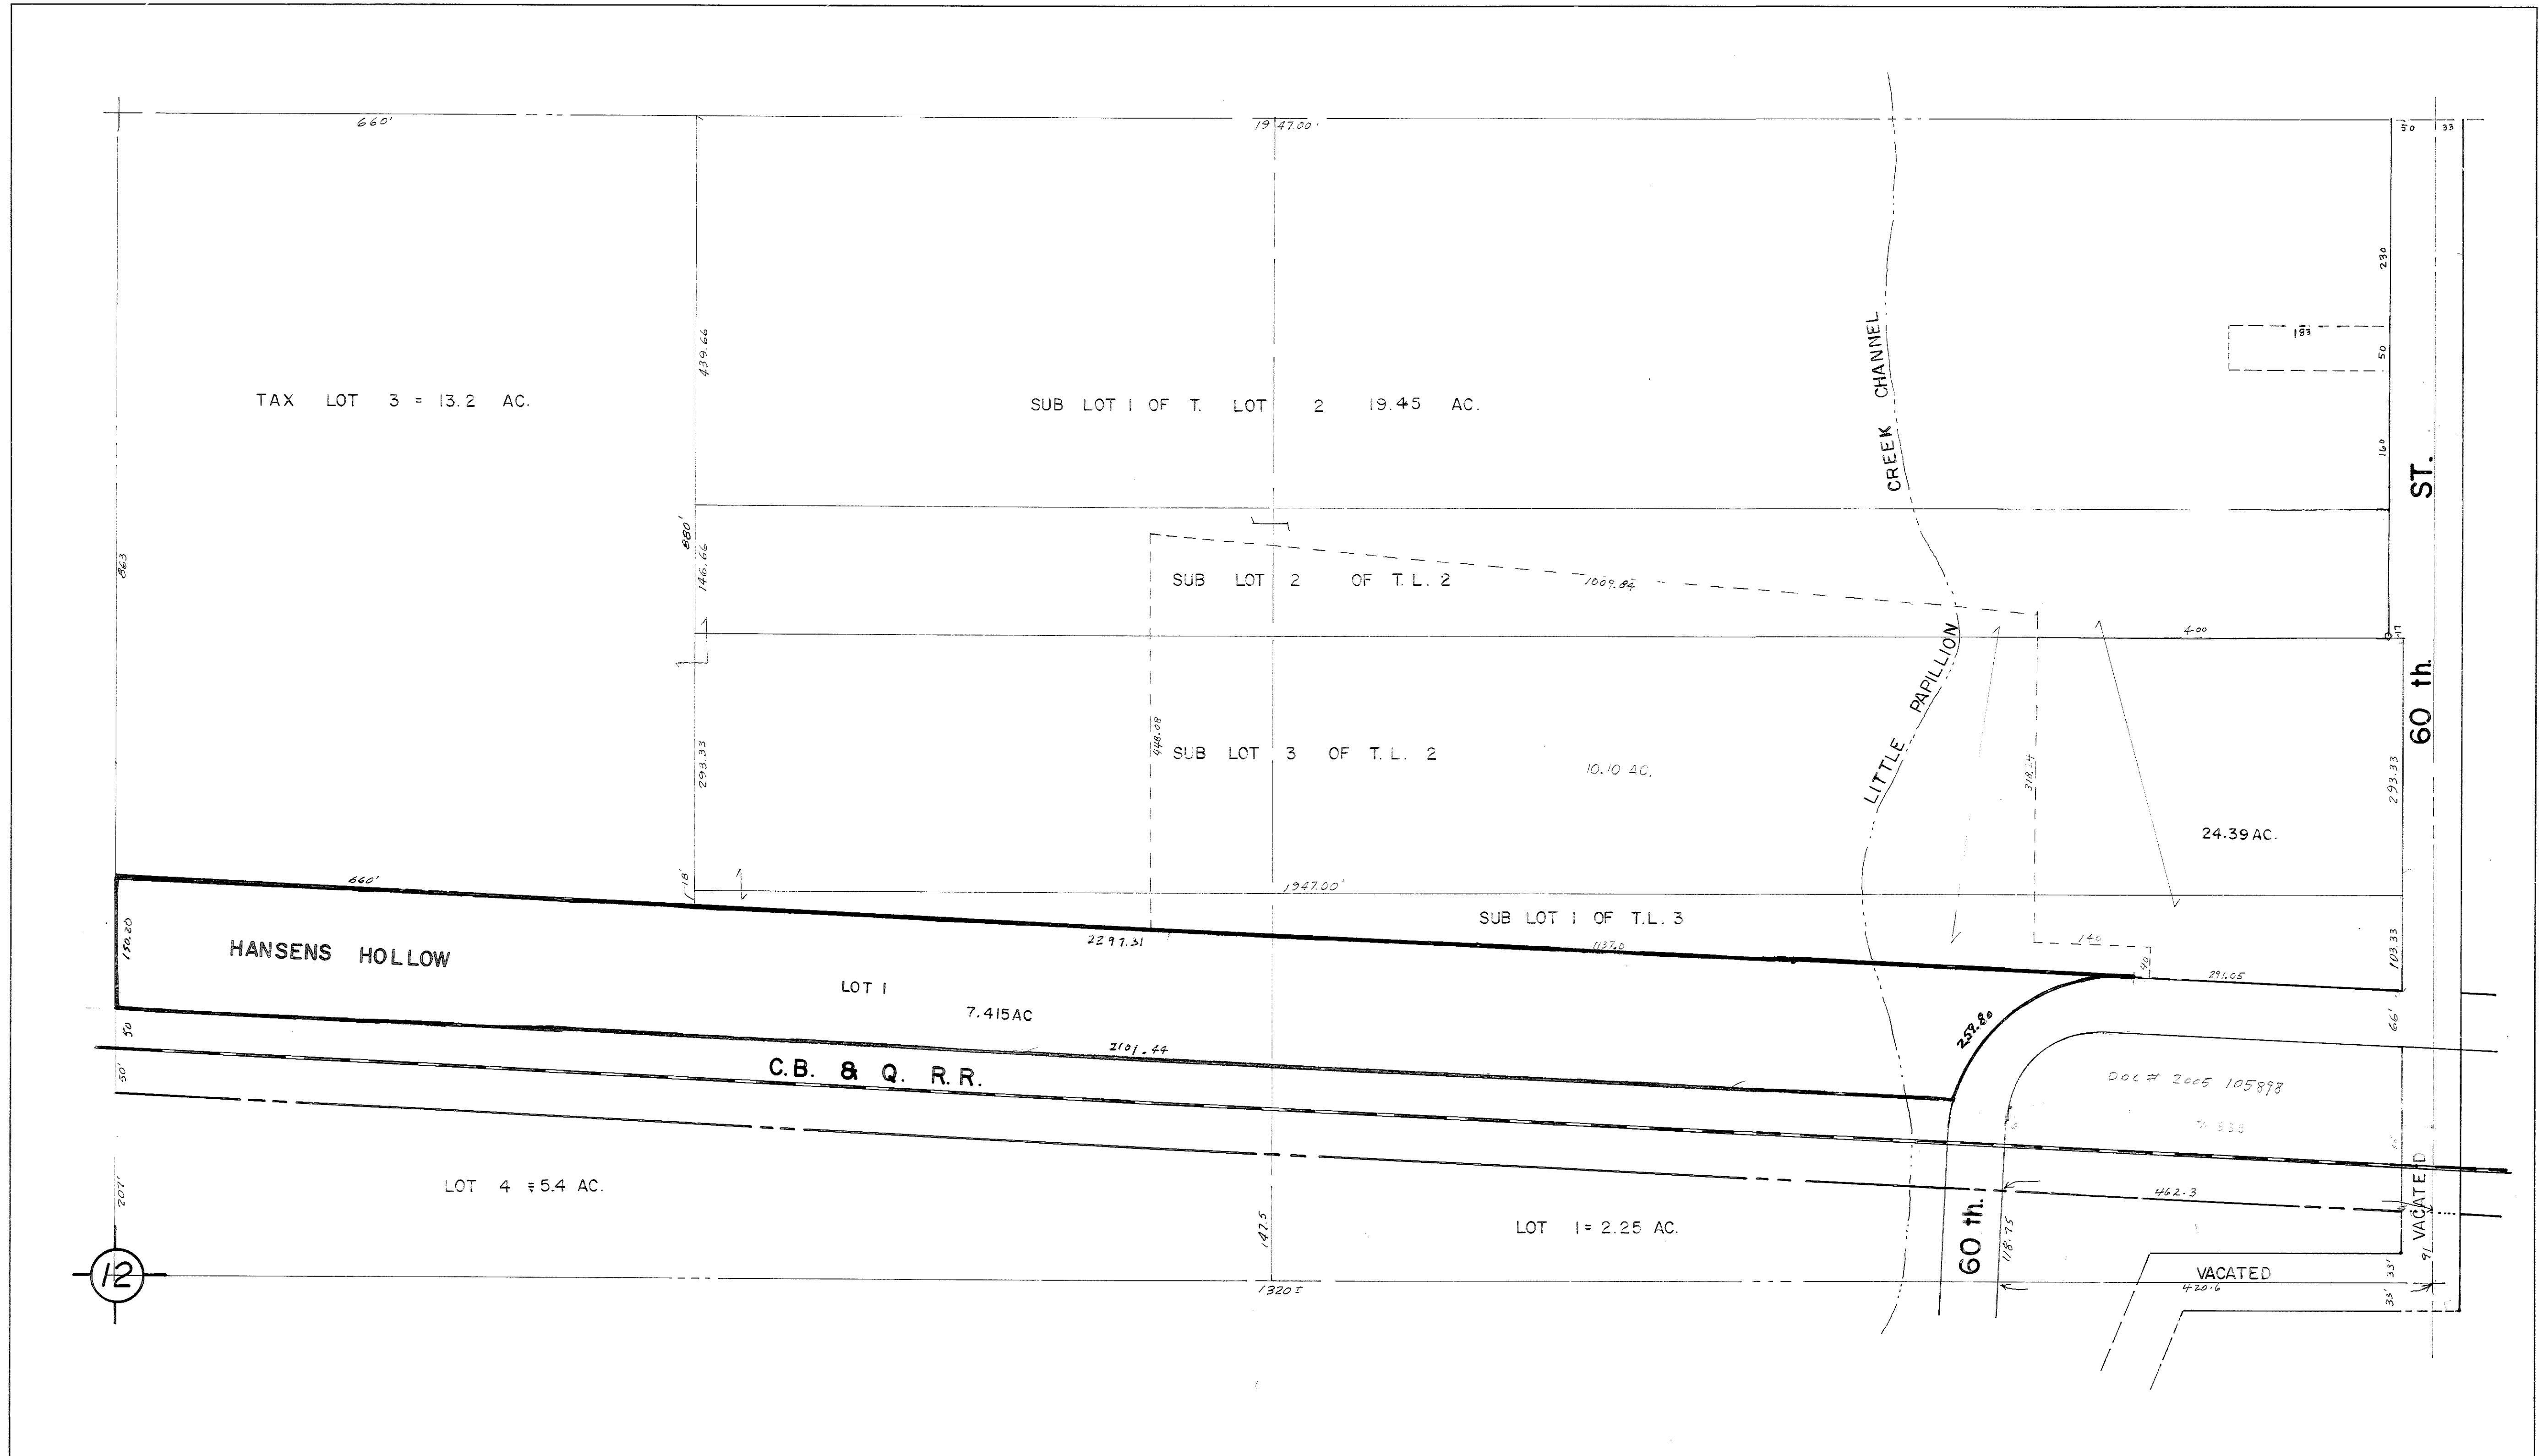 660'
1947.00'
50
33
230
183
50
439.66
CREEK CHANNEL
TAX LOT 3 = 13.2 AC.
SUB LOT 1 OF T. LOT 2 19.45 AC.
160
ST.
880'
863
146.66
SUB LOT 2 OF T. L. 2
1009.84
400
17
LITTLE PAPILLION
60 th.
448.08
SUB LOT 3 OF T. L. 2
10.10 AC.
293.33
378.24
293.33
24.39 AC.
660'
18'
1947.00'
SUB LOT 1 OF T.L. 3
150.20
HANSENS HOLLOW
2297.31
1137.0
140
40
103.33
291.05
LOT 1
7.415 AC
259.80
66'
50
2101.44
50'
C.B. & Q. R.R.
DOC # 2005 105898
207'
LOT 4 = 5.4 AC.
462.3
VACATED
147.5
LOT 1 = 2.25 AC.
60 th.
118.75
91
12
VACATED
33'
1320
420.6
33'